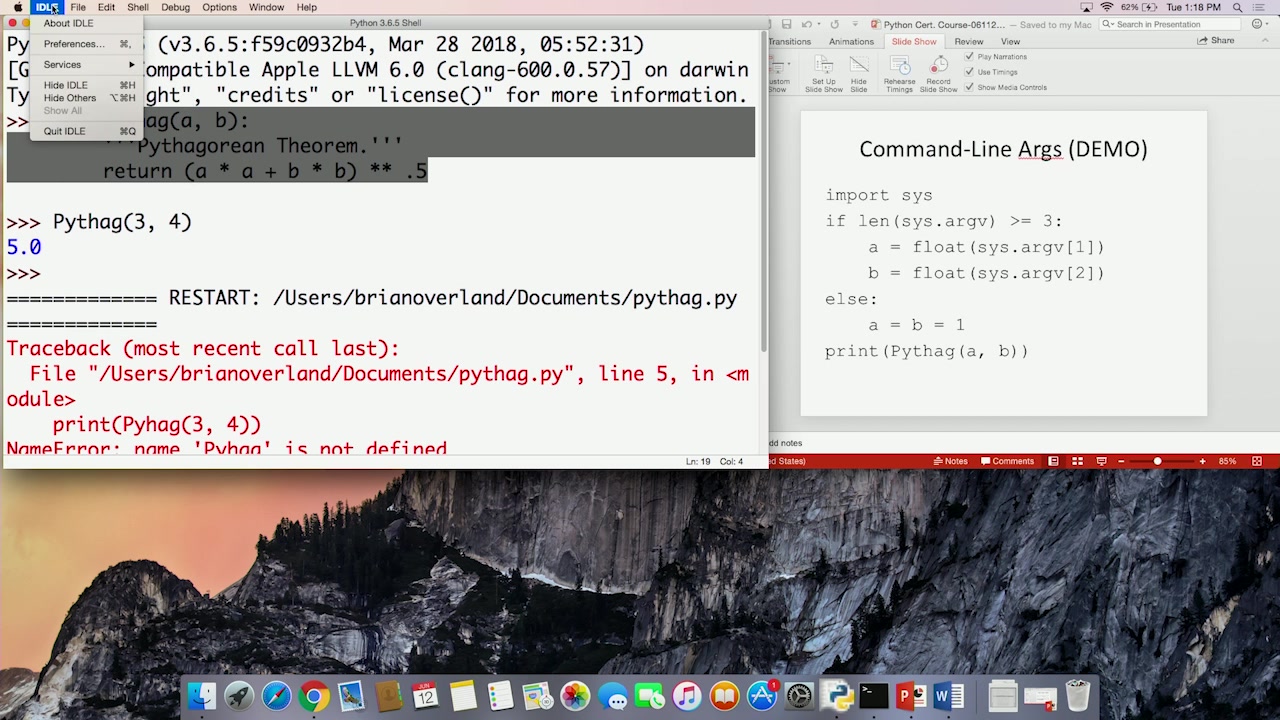 IDLE File Edit Shell Debug Options Window Help
62% Tue 1:18 PM
About IDLE
Preferences... ⌘,
Services
Hide IDLE ⌘H
Hide Others ⌥⌘H
Show All
Quit IDLE ⌘Q
Python 3.6.5 Shell
(v3.6.5:f59c0932b4, Mar 28 2018, 05:52:31)
ompatible Apple LLVM 6.0 (clang-600.0.57)] on darwin
ght", "credits" or "license()" for more information.
ag(a, b):
'''Pythagorean Theorem.'''
return (a * a + b * b) ** .5
>>> Pythag(3, 4)
5.0
>>>
============= RESTART: /Users/brianoverland/Documents/pythag.py
=============
Traceback (most recent call last):
File "/Users/brianoverland/Documents/pythag.py", line 5, in <m
odule>
print(Pyhag(3, 4))
NameError: name 'Pyhag' is not defined
Ln: 19 Col: 4
Python Cert. Course-06112... — Saved to my Mac
Search in Presentation
Transitions Animations Slide Show Review View
Share
ustom Show
Set Up Slide Show
Hide Slide
Rehearse Timings
Record Slide Show
Play Narrations
Use Timings
Show Media Controls
Command-Line Args (DEMO)
import sys
if len(sys.argv) >= 3:
a = float(sys.argv[1])
b = float(sys.argv[2])
else:
a = b = 1
print(Pythag(a, b))
dd notes
States)
Notes Comments 85%
JUN
12
1